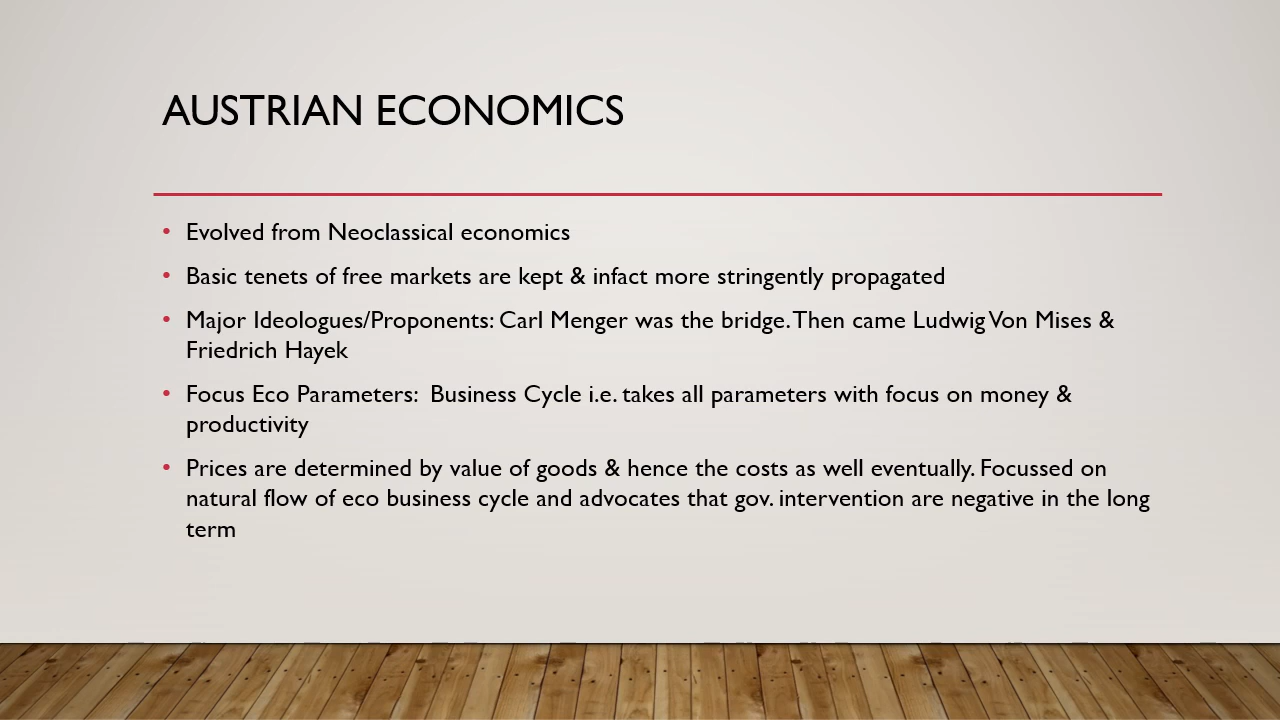 AUSTRIAN ECONOMICS
• Evolved from Neoclassical economics
• Basic tenets of free markets are kept & infact more stringently propagated
• Major Ideologues/Proponents: Carl Menger was the bridge. Then came Ludwig Von Mises &
Friedrich Hayek
• Focus Eco Parameters:  Business Cycle i.e. takes all parameters with focus on money &
productivity
• Prices are determined by value of goods & hence the costs as well eventually. Focussed on
natural flow of eco business cycle and advocates that gov. intervention are negative in the long
term